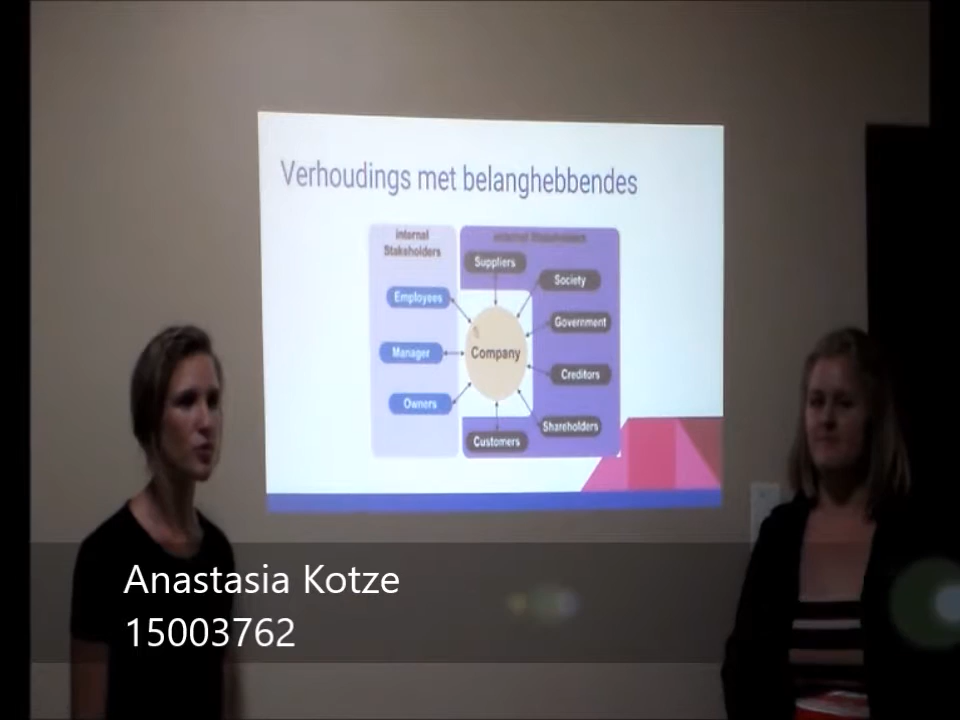 Verhoudings met belanghebbendes
Internal
Stakeholders
Suppliers
Society
Employees
Government
Manager
Company
Creditors
Owners
Shareholders
Customers
Anastasia Kotze
15003762